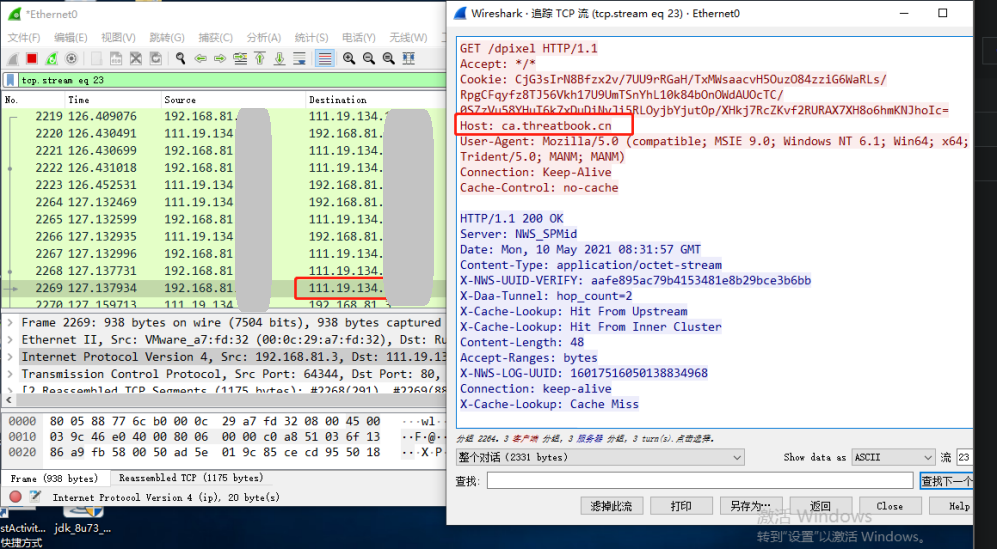 *Ethernet0
文件(F) 编辑(E) 视图(V) 跳转(G) 捕获(C) 分析(A) 统计(S) 电话(Y) 无线(W)
tcp.stream eq 23
No. Time Source Destination
2219 126.409076 192.168.81. 111.19.134.
2220 126.430491 111.19.134. 192.168.81.
2221 126.430699 192.168.81. 111.19.134.
2222 126.431018 192.168.81. 111.19.134.
2223 126.452531 111.19.134. 192.168.81.
2264 127.132469 192.168.81. 111.19.134.
2265 127.132599 192.168.81. 111.19.134.
2266 127.132935 111.19.134. 192.168.81.
2267 127.132996 111.19.134. 192.168.81.
2268 127.137731 192.168.81. 111.19.134.
2269 127.137934 192.168.81. 111.19.134.
2270 127.159713 111.19.134. 192.168.81.
Frame 2269: 938 bytes on wire (7504 bits), 938 bytes captured
Ethernet II, Src: VMware_a7:fd:32 (00:0c:29:a7:fd:32), Dst: Ru
Internet Protocol Version 4, Src: 192.168.81.3, Dst: 111.19.13
Transmission Control Protocol, Src Port: 64344, Dst Port: 80,
[2 Reassembled TCP Segments (1175 bytes): #2268(291), #2269(88
0000 80 05 88 77 6c b0 00 0c 29 a7 fd 32 08 00 45 00 ···wl···
0010 03 9c 46 e0 40 00 80 06 00 00 c0 a8 51 03 6f 13 ··F·@···
0020 86 a9 fb 58 00 50 ad 5e 01 9c 85 ce cd 95 50 18 ···X·P·^
Frame (938 bytes) Reassembled TCP (1175 bytes)
Internet Protocol Version 4 (ip), 20 byte(s)
stActivit... jdk_8u73_...
快捷方式
Wireshark · 追踪 TCP 流 (tcp.stream eq 23) · Ethernet0
GET /dpixel HTTP/1.1
Accept: */*
Cookie: CjG3sIrN8Bfzx2v/7UU9rRGaH/TxMWsaacvH5OuzO84zziG6WaRLs/
RpgCFqyfz8TJ56Vkh17U9UmTSnYhL10k84bOnOWdAUOcTC/
Host: ca.threatbook.cn
User-Agent: Mozilla/5.0 (compatible; MSIE 9.0; Windows NT 6.1; Win64; x64;
Trident/5.0; MANM; MANM)
Connection: Keep-Alive
Cache-Control: no-cache
HTTP/1.1 200 OK
Server: NWS_SPMid
Date: Mon, 10 May 2021 08:31:57 GMT
Content-Type: application/octet-stream
X-NWS-UUID-VERIFY: aafe895ac79b4153481e8b29bce3b6bb
X-Daa-Tunnel: hop_count=2
X-Cache-Lookup: Hit From Upstream
X-Cache-Lookup: Hit From Inner Cluster
Content-Length: 48
Accept-Ranges: bytes
X-NWS-LOG-UUID: 16017516050138834968
Connection: keep-alive
X-Cache-Lookup: Cache Miss
分组 2264. 3 客户端 分组, 3 服务器 分组, 3 turn(s).点击选择.
整个对话 (2331 bytes) Show data as ASCII 流 23
查找: 查找下一个
滤掉此流 打印 另存为… 返回 Close Help
激活 Windows
转到"设置"以激活 Windows。